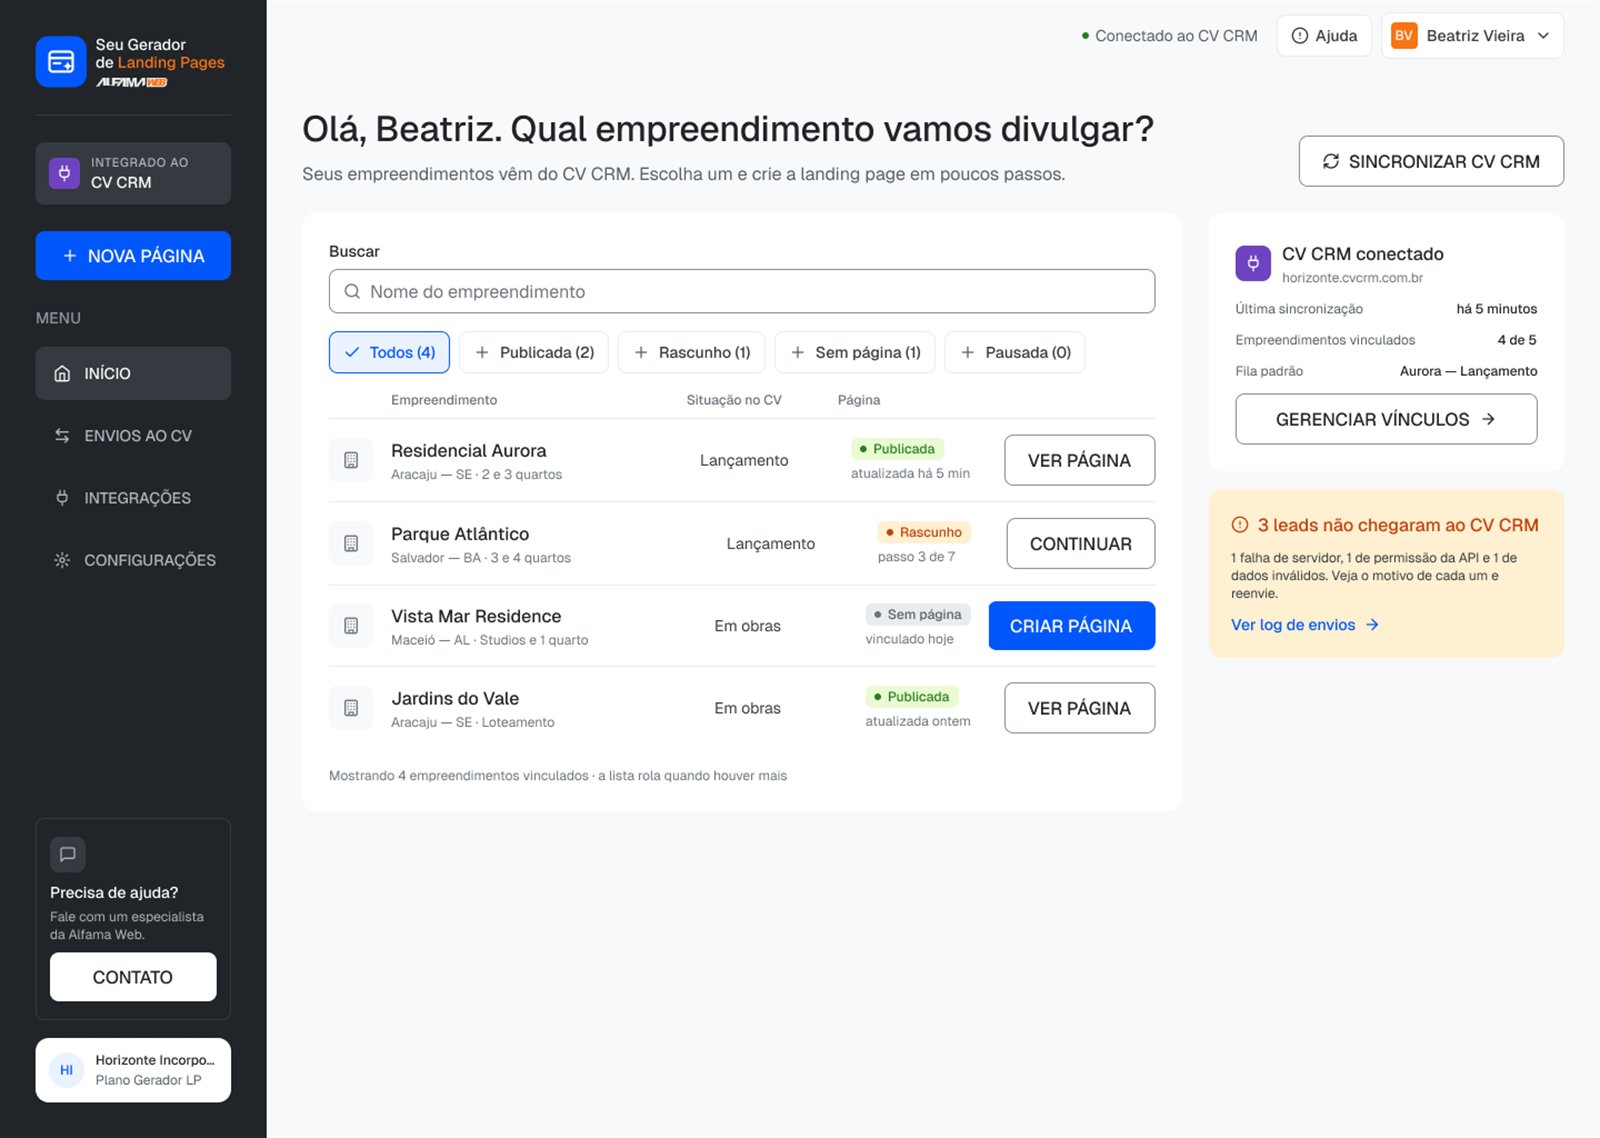 Seu Gerador
de Landing Pages
ALFAMA WEB
INTEGRADO AO
CV CRM
+ NOVA PÁGINA
MENU
INÍCIO
ENVIOS AO CV
INTEGRAÇÕES
CONFIGURAÇÕES
Precisa de ajuda?
Fale com um especialista
da Alfama Web.
CONTATO
HI
Horizonte Incorpo...
Plano Gerador LP
Conectado ao CV CRM
Ajuda
BV
Beatriz Vieira
Olá, Beatriz. Qual empreendimento vamos divulgar?
Seus empreendimentos vêm do CV CRM. Escolha um e crie a landing page em poucos passos.
SINCRONIZAR CV CRM
Buscar
Nome do empreendimento
Todos (4)
+ Publicada (2)
+ Rascunho (1)
+ Sem página (1)
+ Pausada (0)
Empreendimento Situação no CV Página
Residencial Aurora
Aracaju — SE · 2 e 3 quartos
Lançamento
Publicada
atualizada há 5 min
VER PÁGINA
Parque Atlântico
Salvador — BA · 3 e 4 quartos
Lançamento
Rascunho
passo 3 de 7
CONTINUAR
Vista Mar Residence
Maceió — AL · Studios e 1 quarto
Em obras
Sem página
vinculado hoje
CRIAR PÁGINA
Jardins do Vale
Aracaju — SE · Loteamento
Em obras
Publicada
atualizada ontem
VER PÁGINA
Mostrando 4 empreendimentos vinculados · a lista rola quando houver mais
CV CRM conectado
horizonte.cvcrm.com.br
Última sincronização há 5 minutos
Empreendimentos vinculados 4 de 5
Fila padrão Aurora — Lançamento
GERENCIAR VÍNCULOS →
3 leads não chegaram ao CV CRM
1 falha de servidor, 1 de permissão da API e 1 de
dados inválidos. Veja o motivo de cada um e
reenvie.
Ver log de envios →